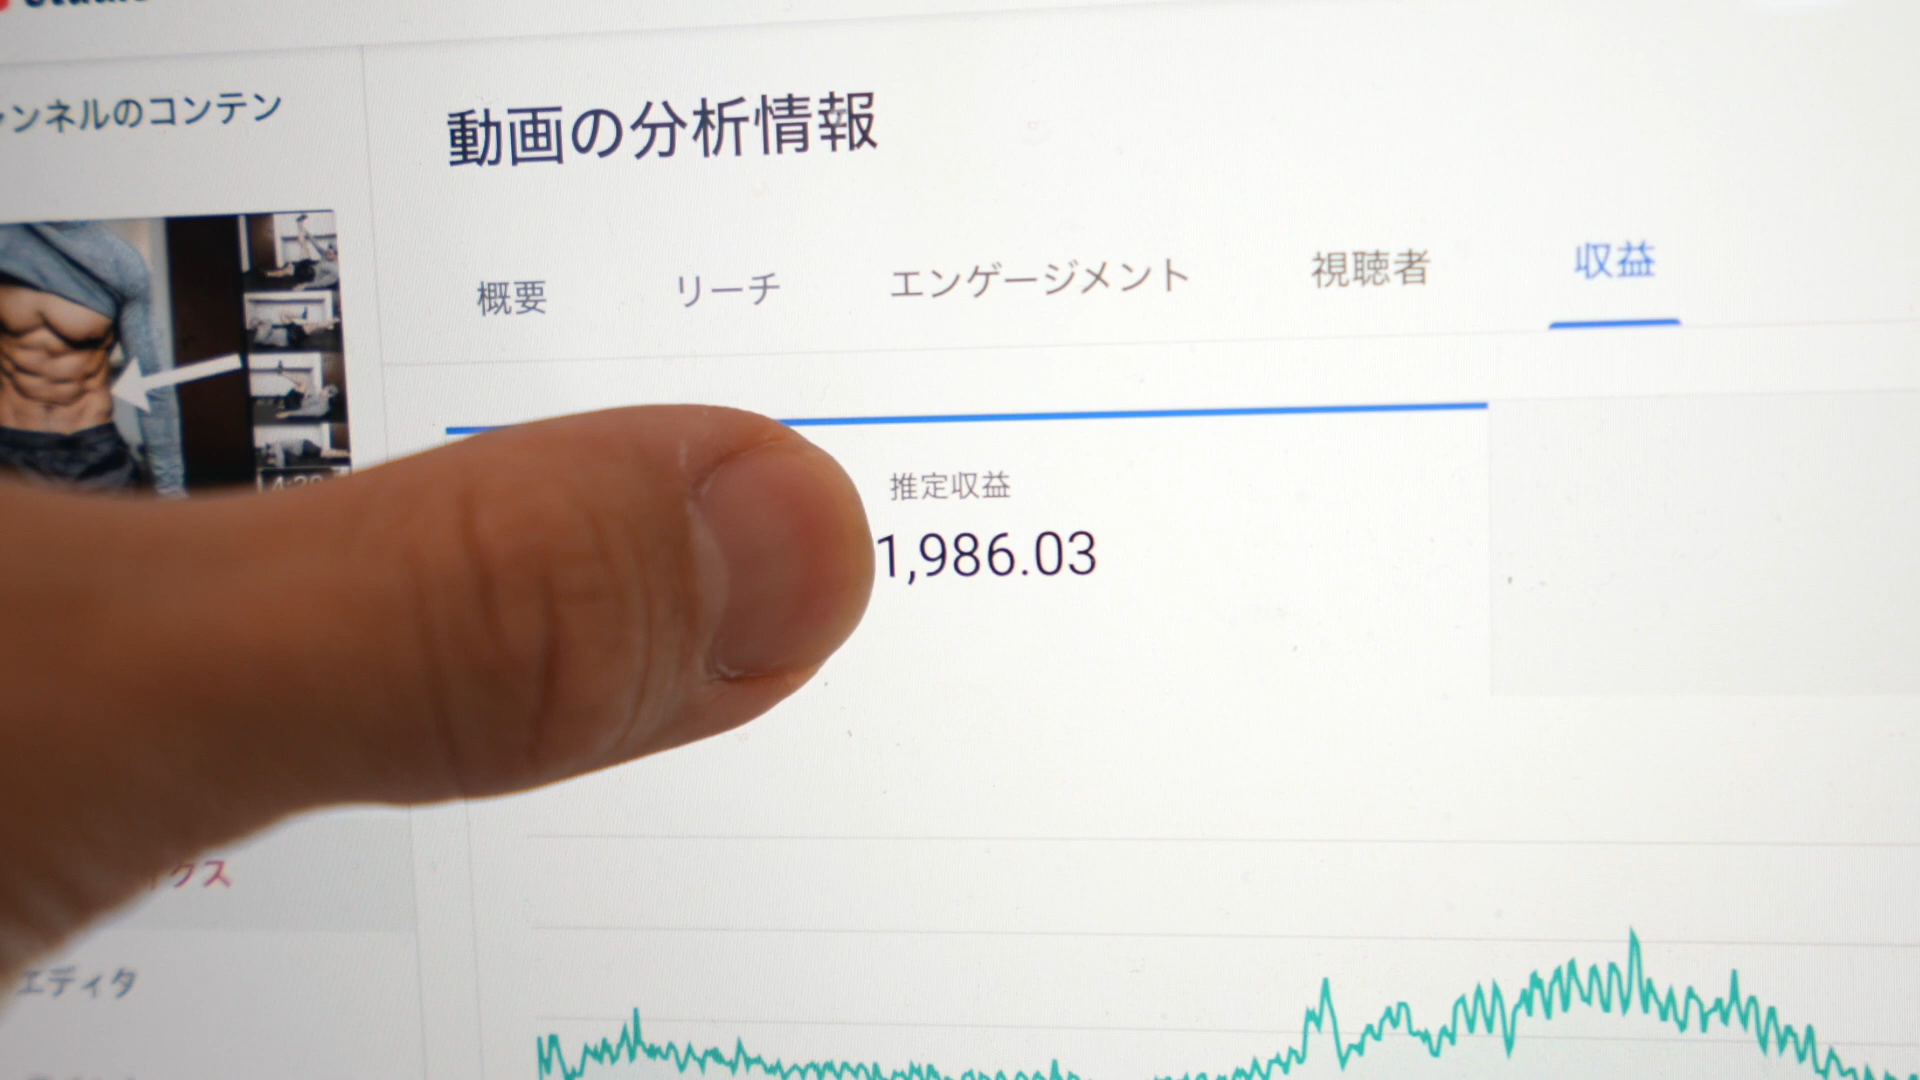 ャンネルのコンテン
動画の分析情報
概要 リーチ エンゲージメント 視聴者 収益
推定収益
1,986.03
クス
エディタ